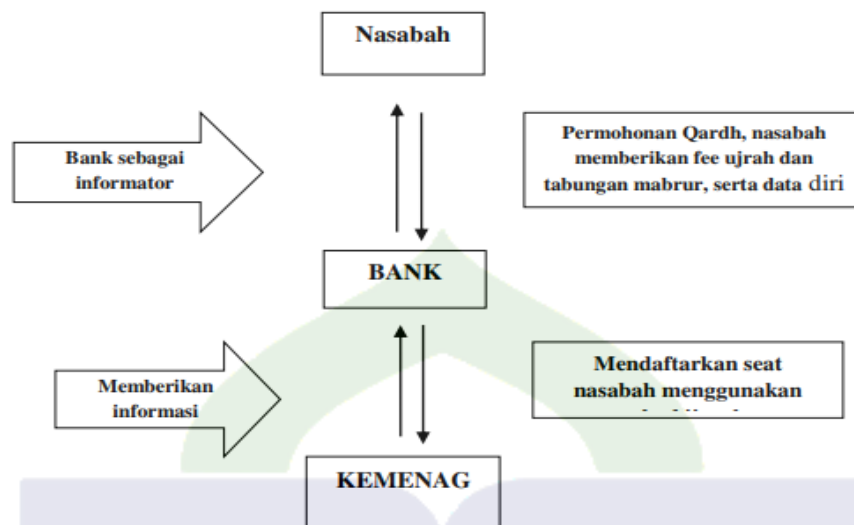 Nasabah
Bank sebagai
informator
Permohonan Qardh, nasabah
memberikan fee ujrah dan
tabungan mabrur, serta data diri
BANK
Memberikan
informasi
Mendaftarkan seat
nasabah menggunakan
KEMENAG